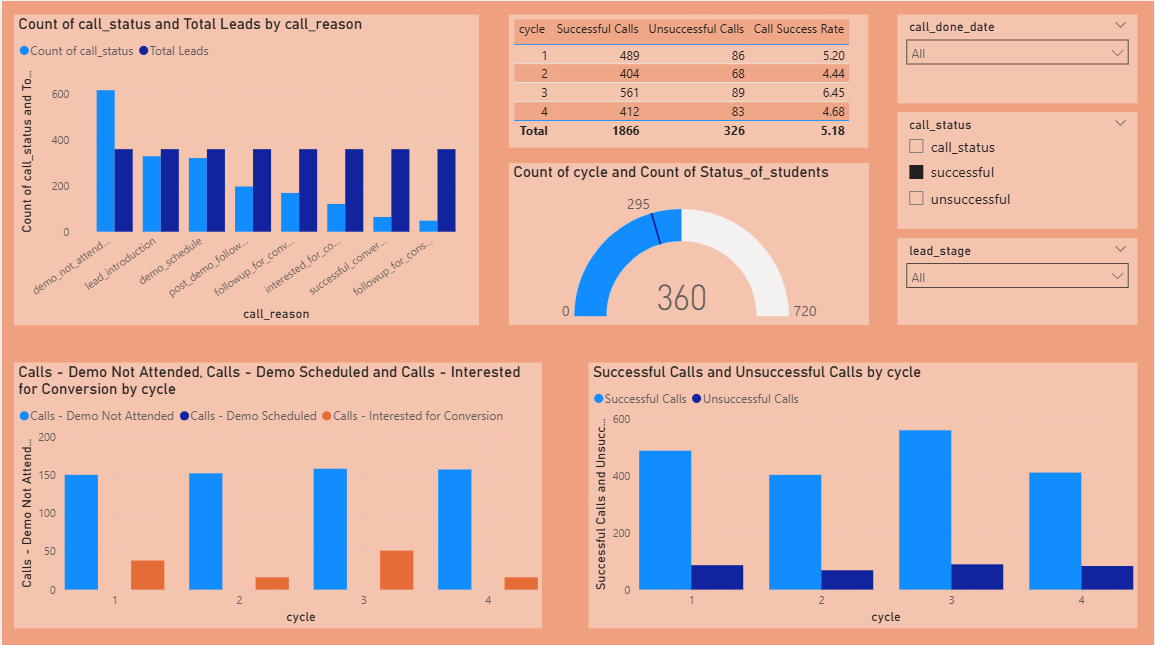 Count of call_status and Total Leads by call_reason
Count of call_status Total Leads
Count of call_status and To...
600
400
200
0
demo_not_attend...
lead_introduction
demo_schedule
post_demo_follow...
followup_for_conv...
interested_for_co...
successful_conver...
followup_for_cons...
call_reason
cycle Successful Calls Unsuccessful Calls Call Success Rate
1 489 86 5.20
2 404 68 4.44
3 561 89 6.45
4 412 83 4.68
Total 1866 326 5.18
Count of cycle and Count of Status_of_students
295
0 360 720
call_done_date
All
call_status
call_status
successful
unsuccessful
lead_stage
All
Calls - Demo Not Attended, Calls - Demo Scheduled and Calls - Interested
for Conversion by cycle
Calls - Demo Not Attended Calls - Demo Scheduled Calls - Interested for Conversion
Calls - Demo Not Attend...
200
150
100
50
0
1 2 3 4
cycle
Successful Calls and Unsuccessful Calls by cycle
Successful Calls Unsuccessful Calls
Successful Calls and Unsucc...
600
400
200
0
1 2 3 4
cycle